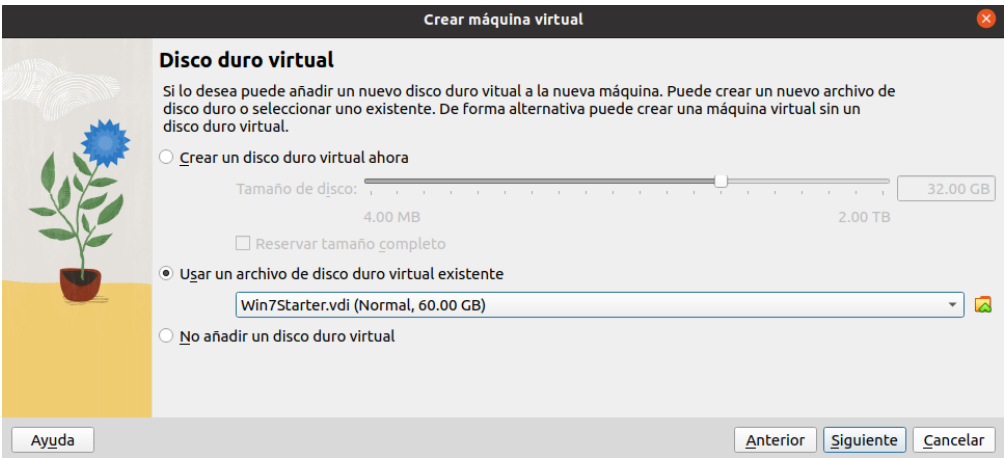 Crear máquina virtual
Disco duro virtual
Si lo desea puede añadir un nuevo disco duro vitual a la nueva máquina. Puede crear un nuevo archivo de
disco duro o seleccionar uno existente. De forma alternativa puede crear una máquina virtual sin un
disco duro virtual.
Crear un disco duro virtual ahora
Tamaño de disco:
32.00 GB
4.00 MB
2.00 TB
Reservar tamaño completo
Usar un archivo de disco duro virtual existente
Win7Starter.vdi (Normal, 60.00 GB)
No añadir un disco duro virtual
Ayuda
Anterior
Siguiente
Cancelar